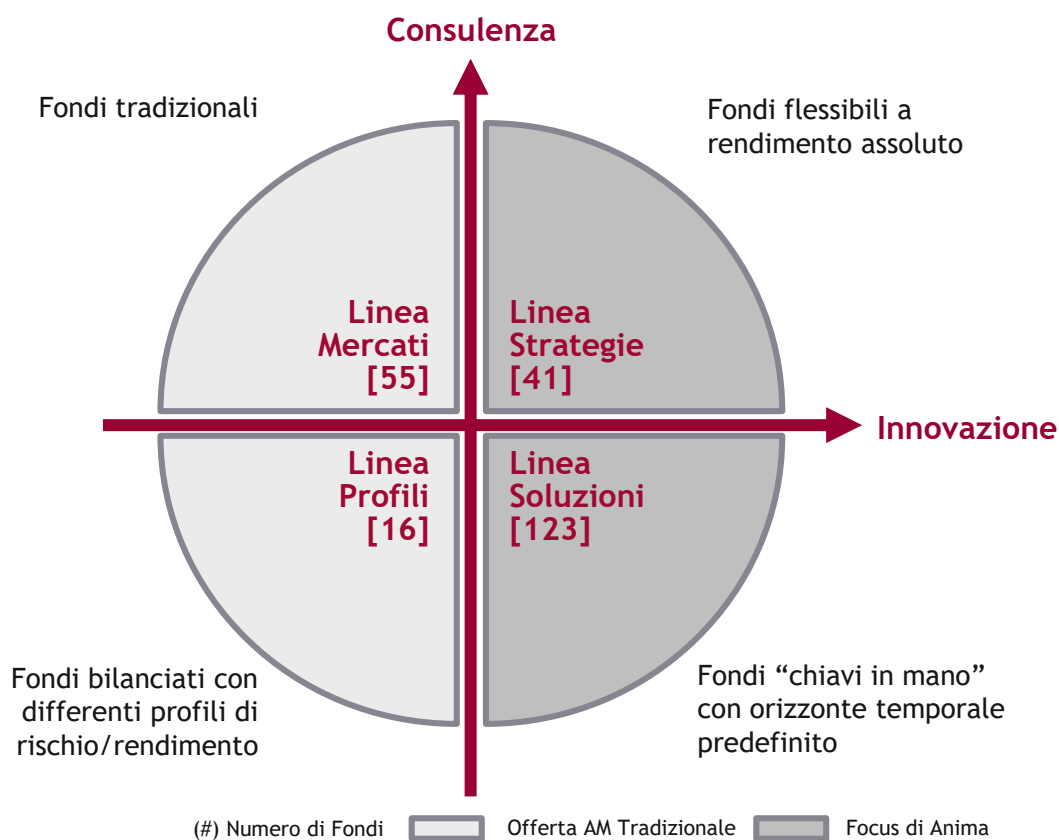 Consulenza
Fondi tradizionali
Fondi flessibili a
rendimento assoluto
Linea
Mercati
[55]
Linea
Strategie
[41]
Innovazione
Linea
Profili
[16]
Linea
Soluzioni
[123]
Fondi bilanciati con
differenti profili di
rischio/rendimento
Fondi “chiavi in mano”
con orizzonte temporale
predefinito
(#) Numero di Fondi
Offerta AM Tradizionale
Focus di Anima